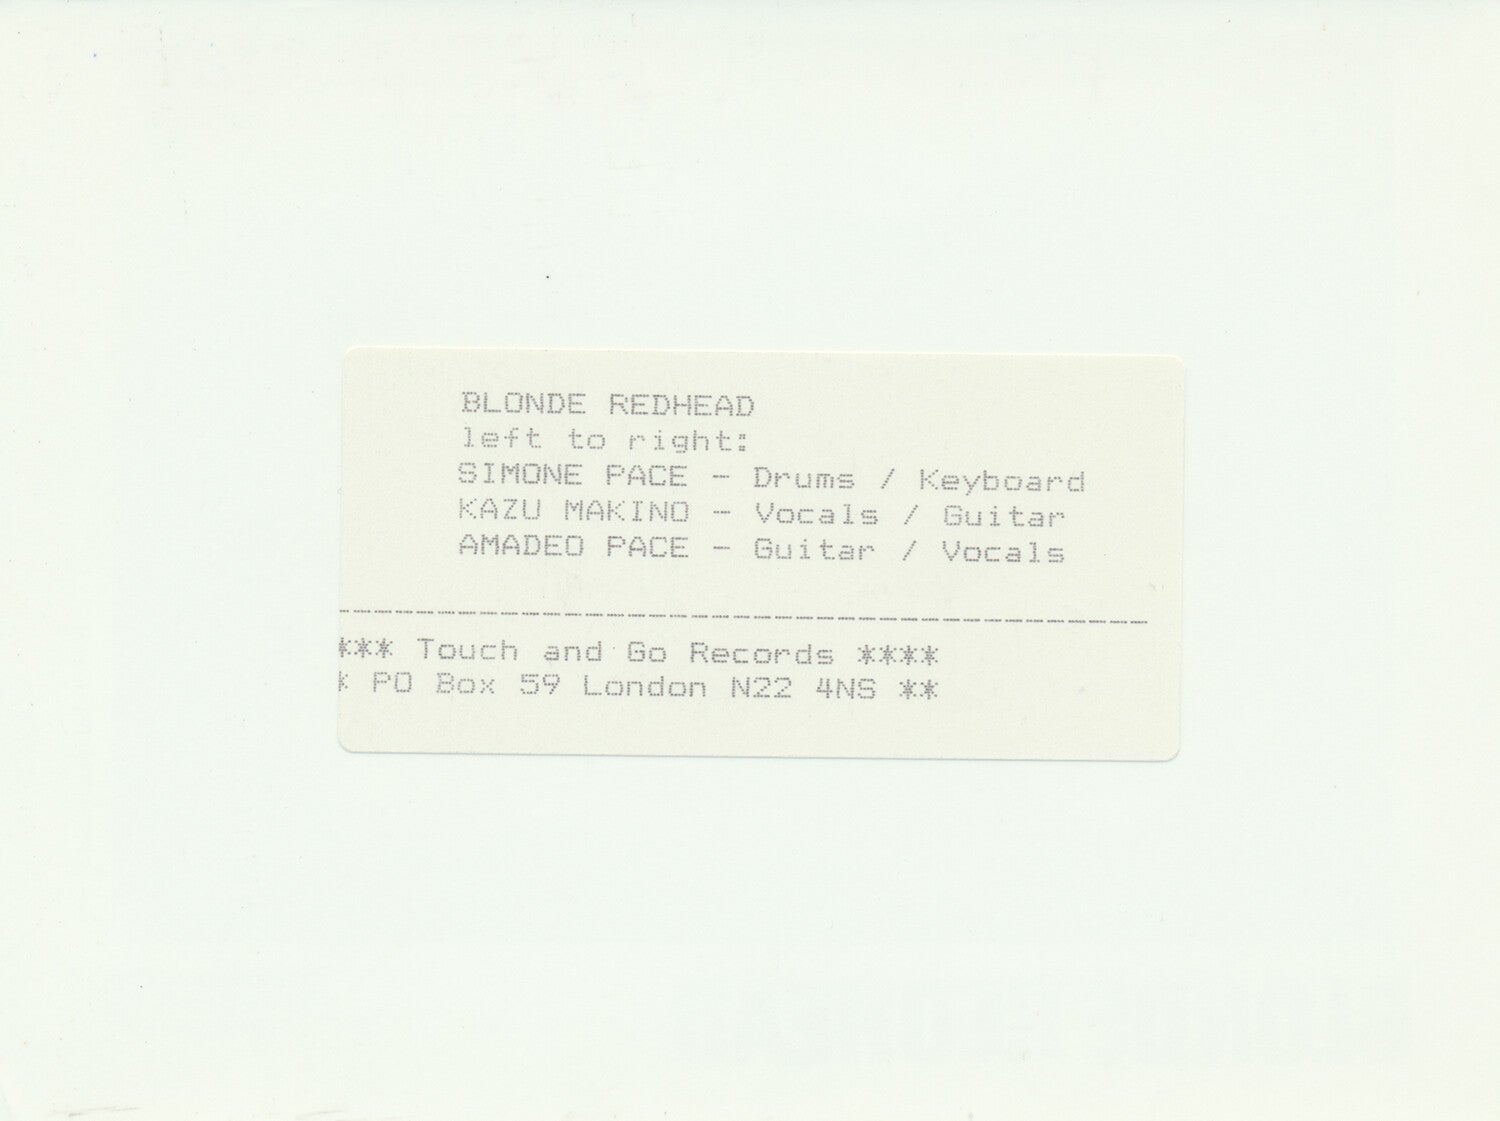 BLONDE REDHEAD
left to right:
SIMONE PACE - Drums / Keyboard
KAZU MAKINO - Vocals / Guitar
AMADEO PACE - Guitar / Vocals
---------------------------------------
*** Touch and Go Records ****
* PO Box 59 London N22 4NS **